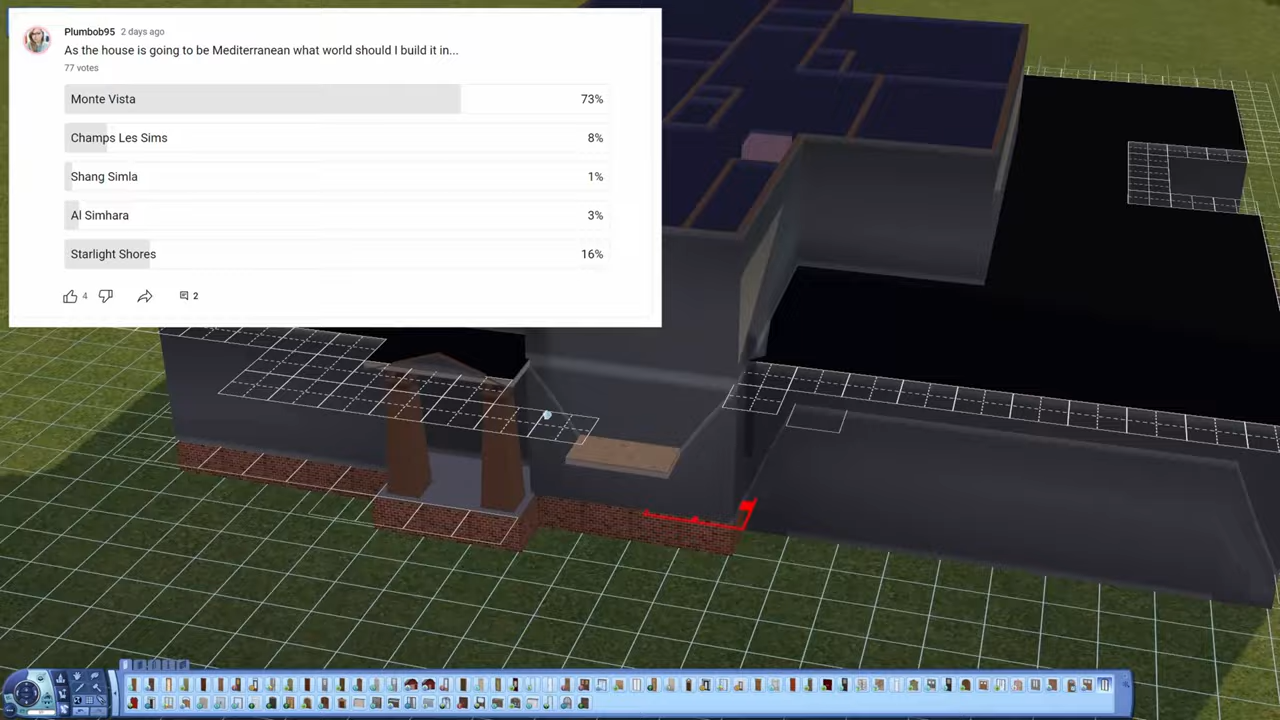 Plumbob95 2 days ago
As the house is going to be Mediterranean what world should I build it in...
77 votes
Monte Vista 73%
Champs Les Sims 8%
Shang Simla 1%
Al Simhara 3%
Starlight Shores 16%
4 2